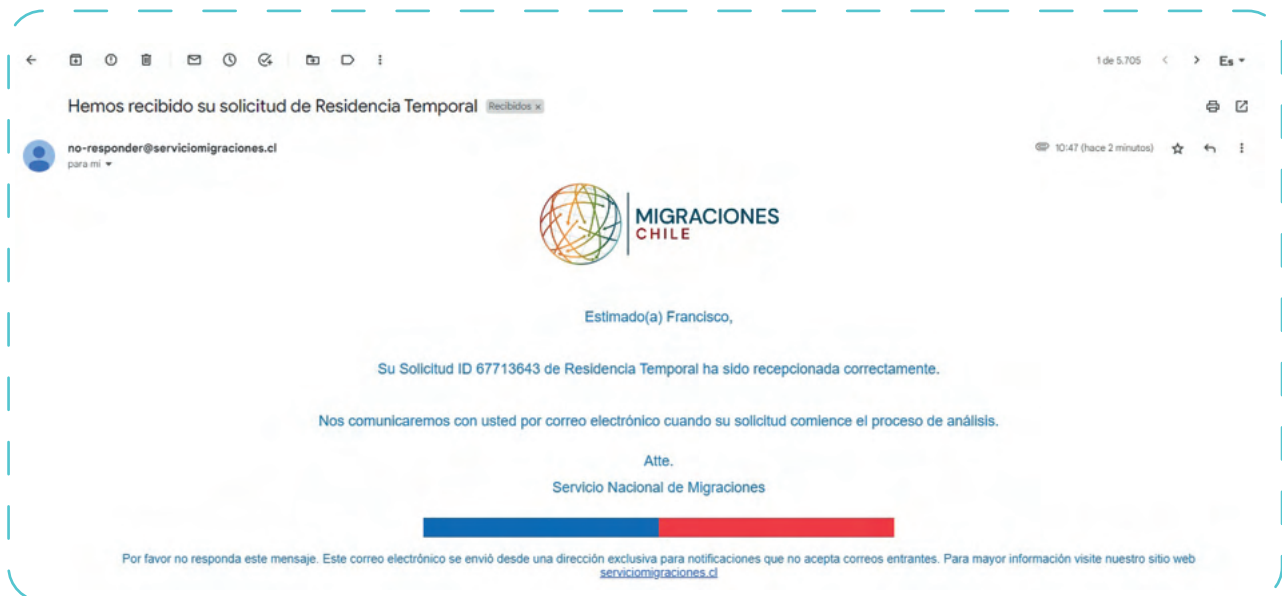 1 de 5.705
Es
Hemos recibido su solicitud de Residencia Temporal Recibidos x
no-responder@serviciomigraciones.cl
10:47 (hace 2 minutos)
para mí
MIGRACIONES
CHILE
Estimado(a) Francisco,
Su Solicitud ID 67713643 de Residencia Temporal ha sido recepcionada correctamente.
Nos comunicaremos con usted por correo electrónico cuando su solicitud comience el proceso de análisis.
Atte.
Servicio Nacional de Migraciones
Por favor no responda este mensaje. Este correo electrónico se envió desde una dirección exclusiva para notificaciones que no acepta correos entrantes. Para mayor información visite nuestro sitio web
serviciomigraciones.cl